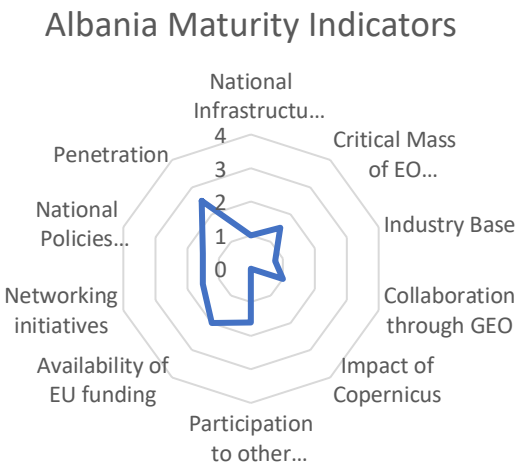 Albania Maturity Indicators
National
Infrastructu...
Critical Mass
of EO...
Industry Base
Collaboration
through GEO
Impact of
Copernicus
Participation
to other...
Availability of
EU funding
Networking
initiatives
National
Policies...
Penetration
4
3
2
1
0